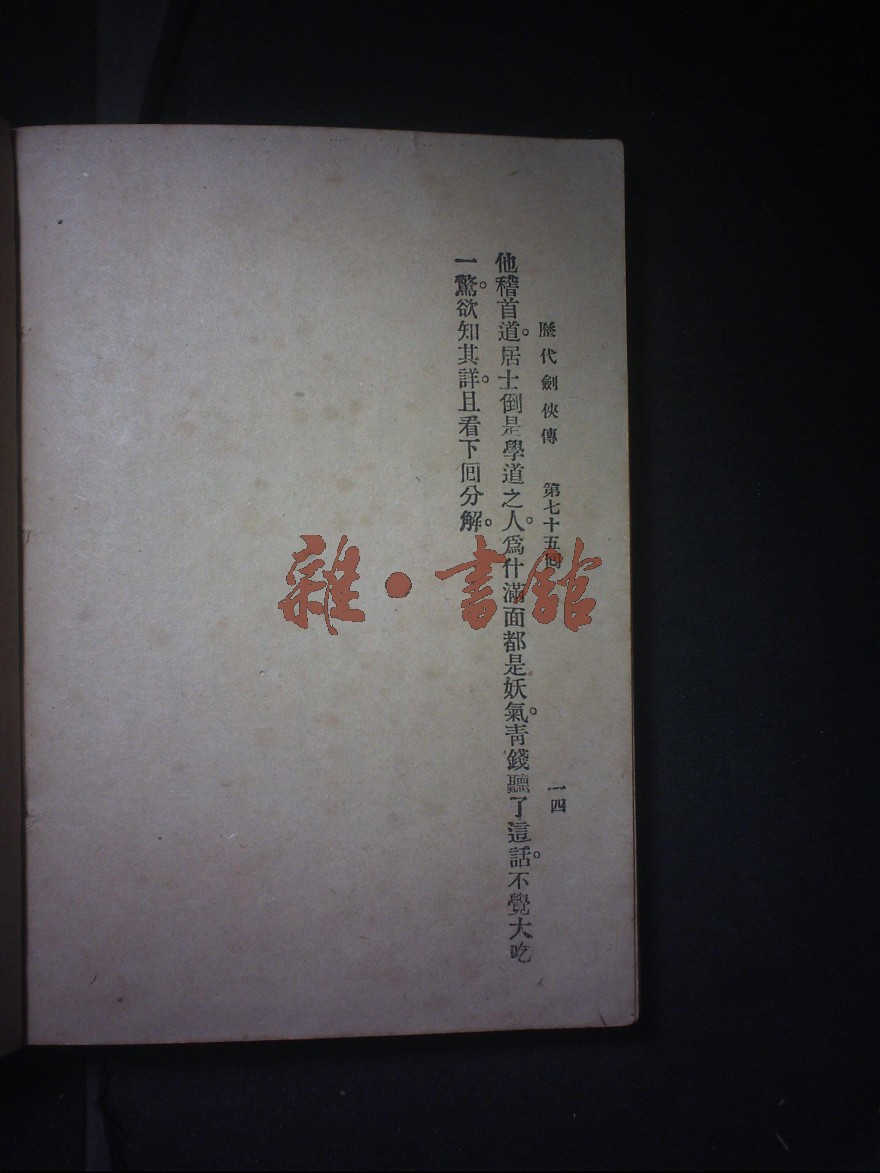 歷代劍俠傳　第七十五回　一四
他稽首道。居士倒是學道之人。爲什滿面都是妖氣。靑錢聽了這話。不覺大吃
一驚。欲知其詳。且看下回分解。
雜·書館